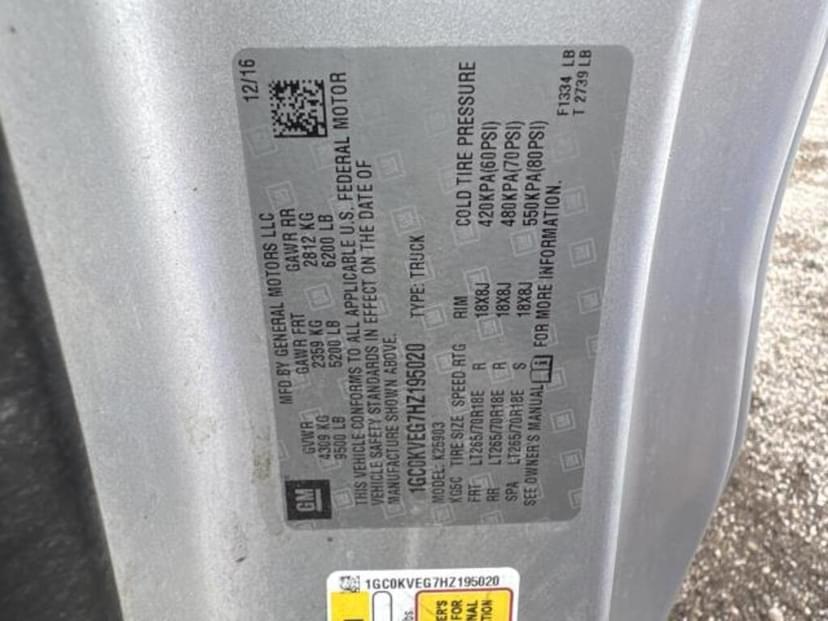 MFD BY GENERAL MOTORS LLC 12/16
GVWR GAWR FRT GAWR RR
4309 KG 2359 KG 2812 KG
9500 LB 5200 LB 6200 LB
GM
THIS VEHICLE CONFORMS TO ALL APPLICABLE U.S. FEDERAL MOTOR
VEHICLE SAFETY STANDARDS IN EFFECT ON THE DATE OF
MANUFACTURE SHOWN ABOVE.
1GC0KVEG7HZ195020 TYPE: TRUCK
MODEL: K25903
KG5C TIRE SIZE SPEED RTG RIM COLD TIRE PRESSURE
FRT LT265/70R18E R 18X8J 420KPA(60PSI)
RR LT265/70R18E R 18X8J 480KPA(70PSI)
SPA LT265/70R18E S 18X8J 550KPA(80PSI)
SEE OWNER'S MANUAL i FOR MORE INFORMATION.
F1334 LB
T 2739 LB
1GC0KVEG7HZ195020